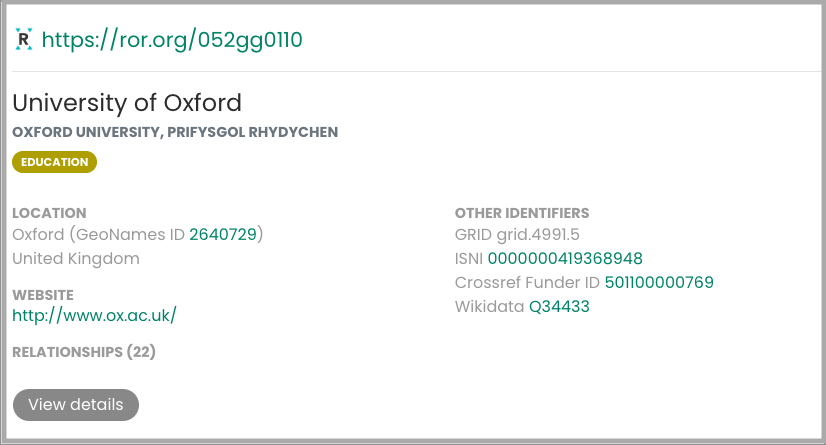 R https://ror.org/052gg0110
University of Oxford
OXFORD UNIVERSITY, PRIFYSGOL RHYDYCHEN
EDUCATION
LOCATION
Oxford (GeoNames ID 2640729)
United Kingdom
WEBSITE
http://www.ox.ac.uk/
RELATIONSHIPS (22)
OTHER IDENTIFIERS
GRID grid.4991.5
ISNI 0000000419368948
Crossref Funder ID 501100000769
Wikidata Q34433
View details